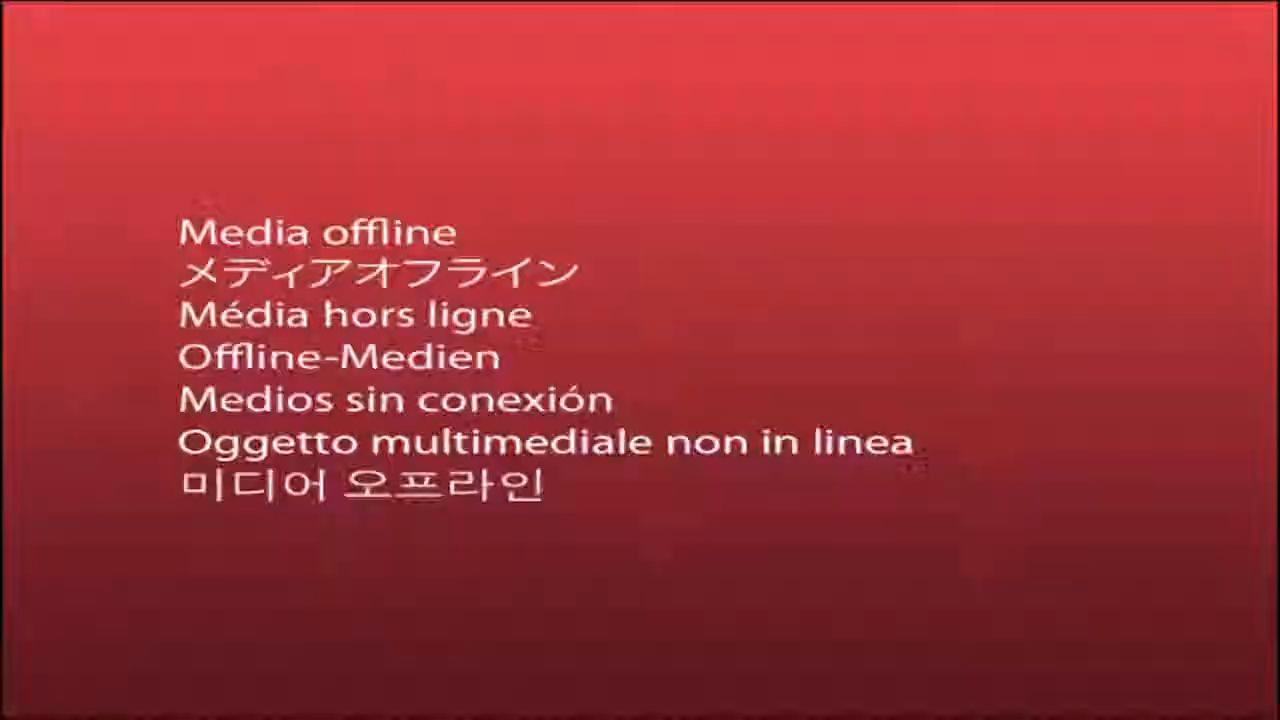 Media offline
メディアオフライン
Média hors ligne
Offline-Medien
Medios sin conexión
Oggetto multimediale non in linea
미디어 오프라인